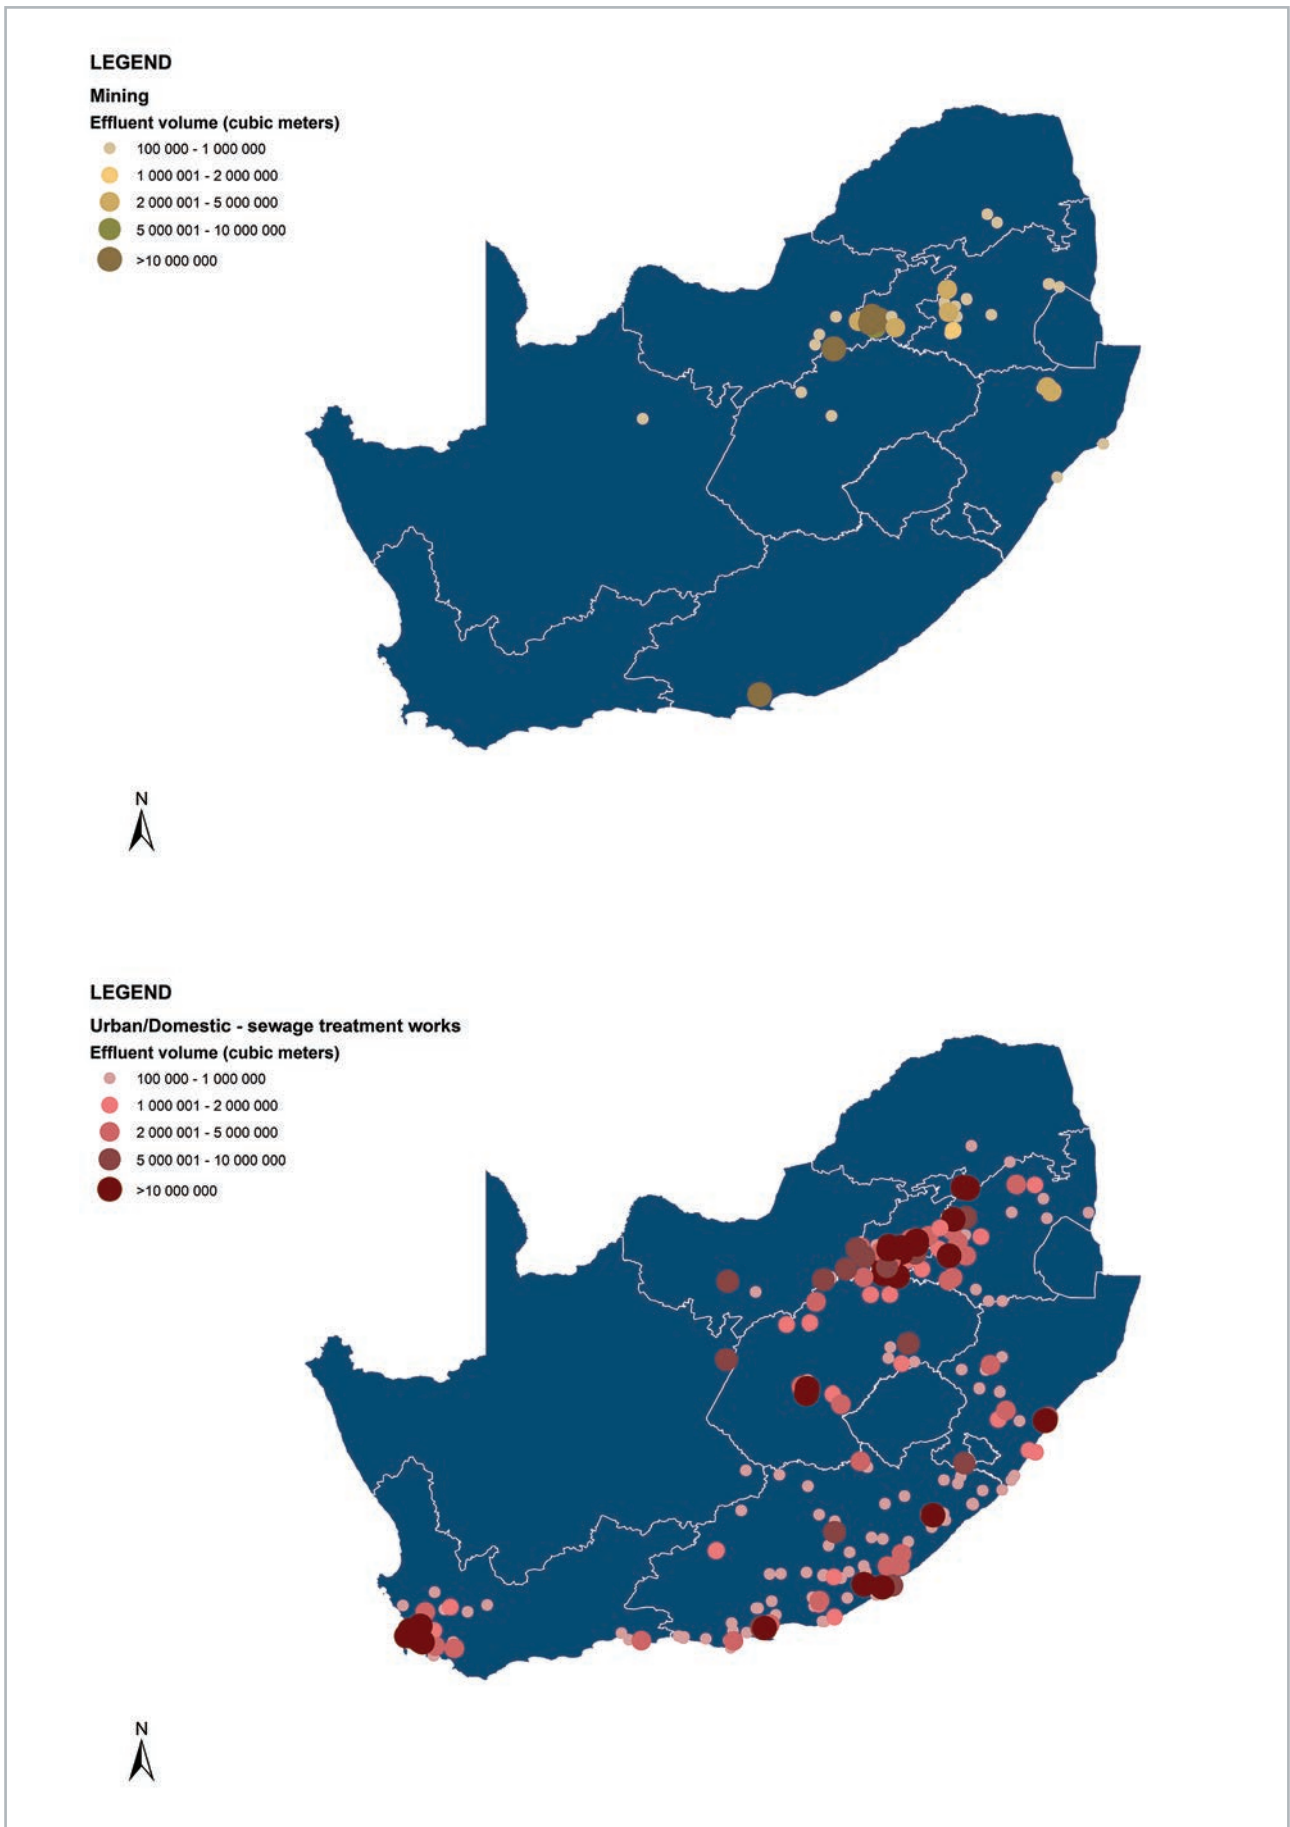 LEGEND
Mining
Effluent volume (cubic meters)
100 000 - 1 000 000
1 000 001 - 2 000 000
2 000 001 - 5 000 000
5 000 001 - 10 000 000
>10 000 000
N
LEGEND
Urban/Domestic - sewage treatment works
Effluent volume (cubic meters)
100 000 - 1 000 000
1 000 001 - 2 000 000
2 000 001 - 5 000 000
5 000 001 - 10 000 000
>10 000 000
N